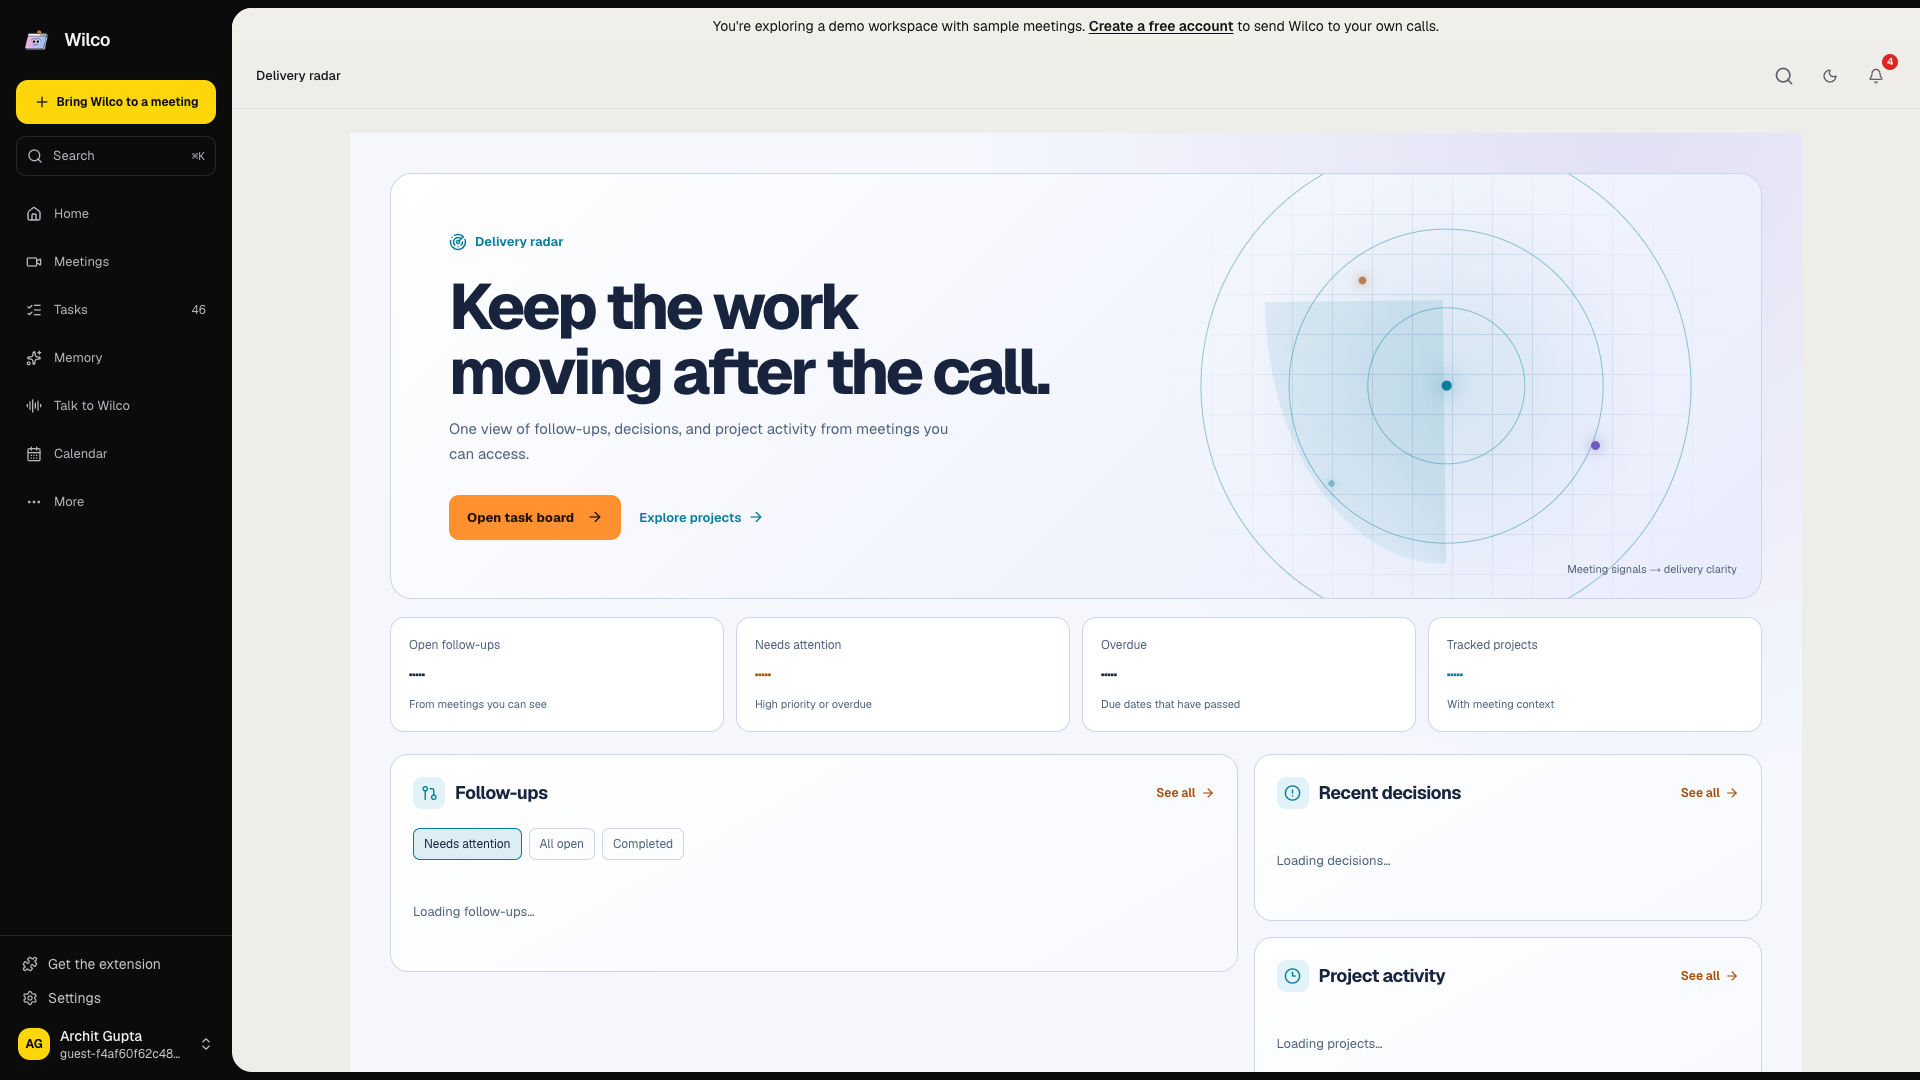 Wilco
Bring Wilco to a meeting
Search ⌘K
Home
Meetings
Tasks 46
Memory
Talk to Wilco
Calendar
More
Get the extension
Settings
AG
Archit Gupta
guest-f4af60f62c48...
You're exploring a demo workspace with sample meetings. Create a free account to send Wilco to your own calls.
Delivery radar
4
Delivery radar
Keep the work
moving after the call.
One view of follow-ups, decisions, and project activity from meetings you
can access.
Open task board →
Explore projects →
Meeting signals → delivery clarity
Open follow-ups
From meetings you can see
Needs attention
High priority or overdue
Overdue
Due dates that have passed
Tracked projects
With meeting context
Follow-ups
See all →
Needs attention
All open
Completed
Loading follow-ups...
Recent decisions
See all →
Loading decisions...
Project activity
See all →
Loading projects...